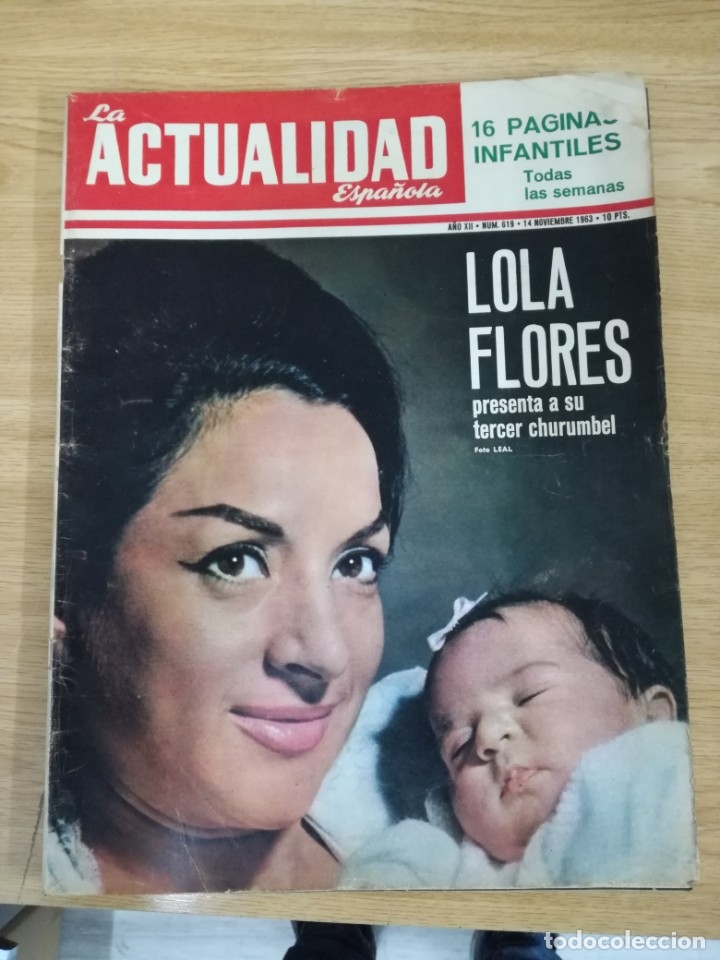 La
ACTUALIDAD
Española
16 PAGINAS
INFANTILES
Todas
las semanas
AÑO XII • NUM. 619 • 14 NOVIEMBRE 1963 • 10 PTS.
LOLA
FLORES
presenta a su
tercer churumbel
Foto LEAL
todocoleccion.net